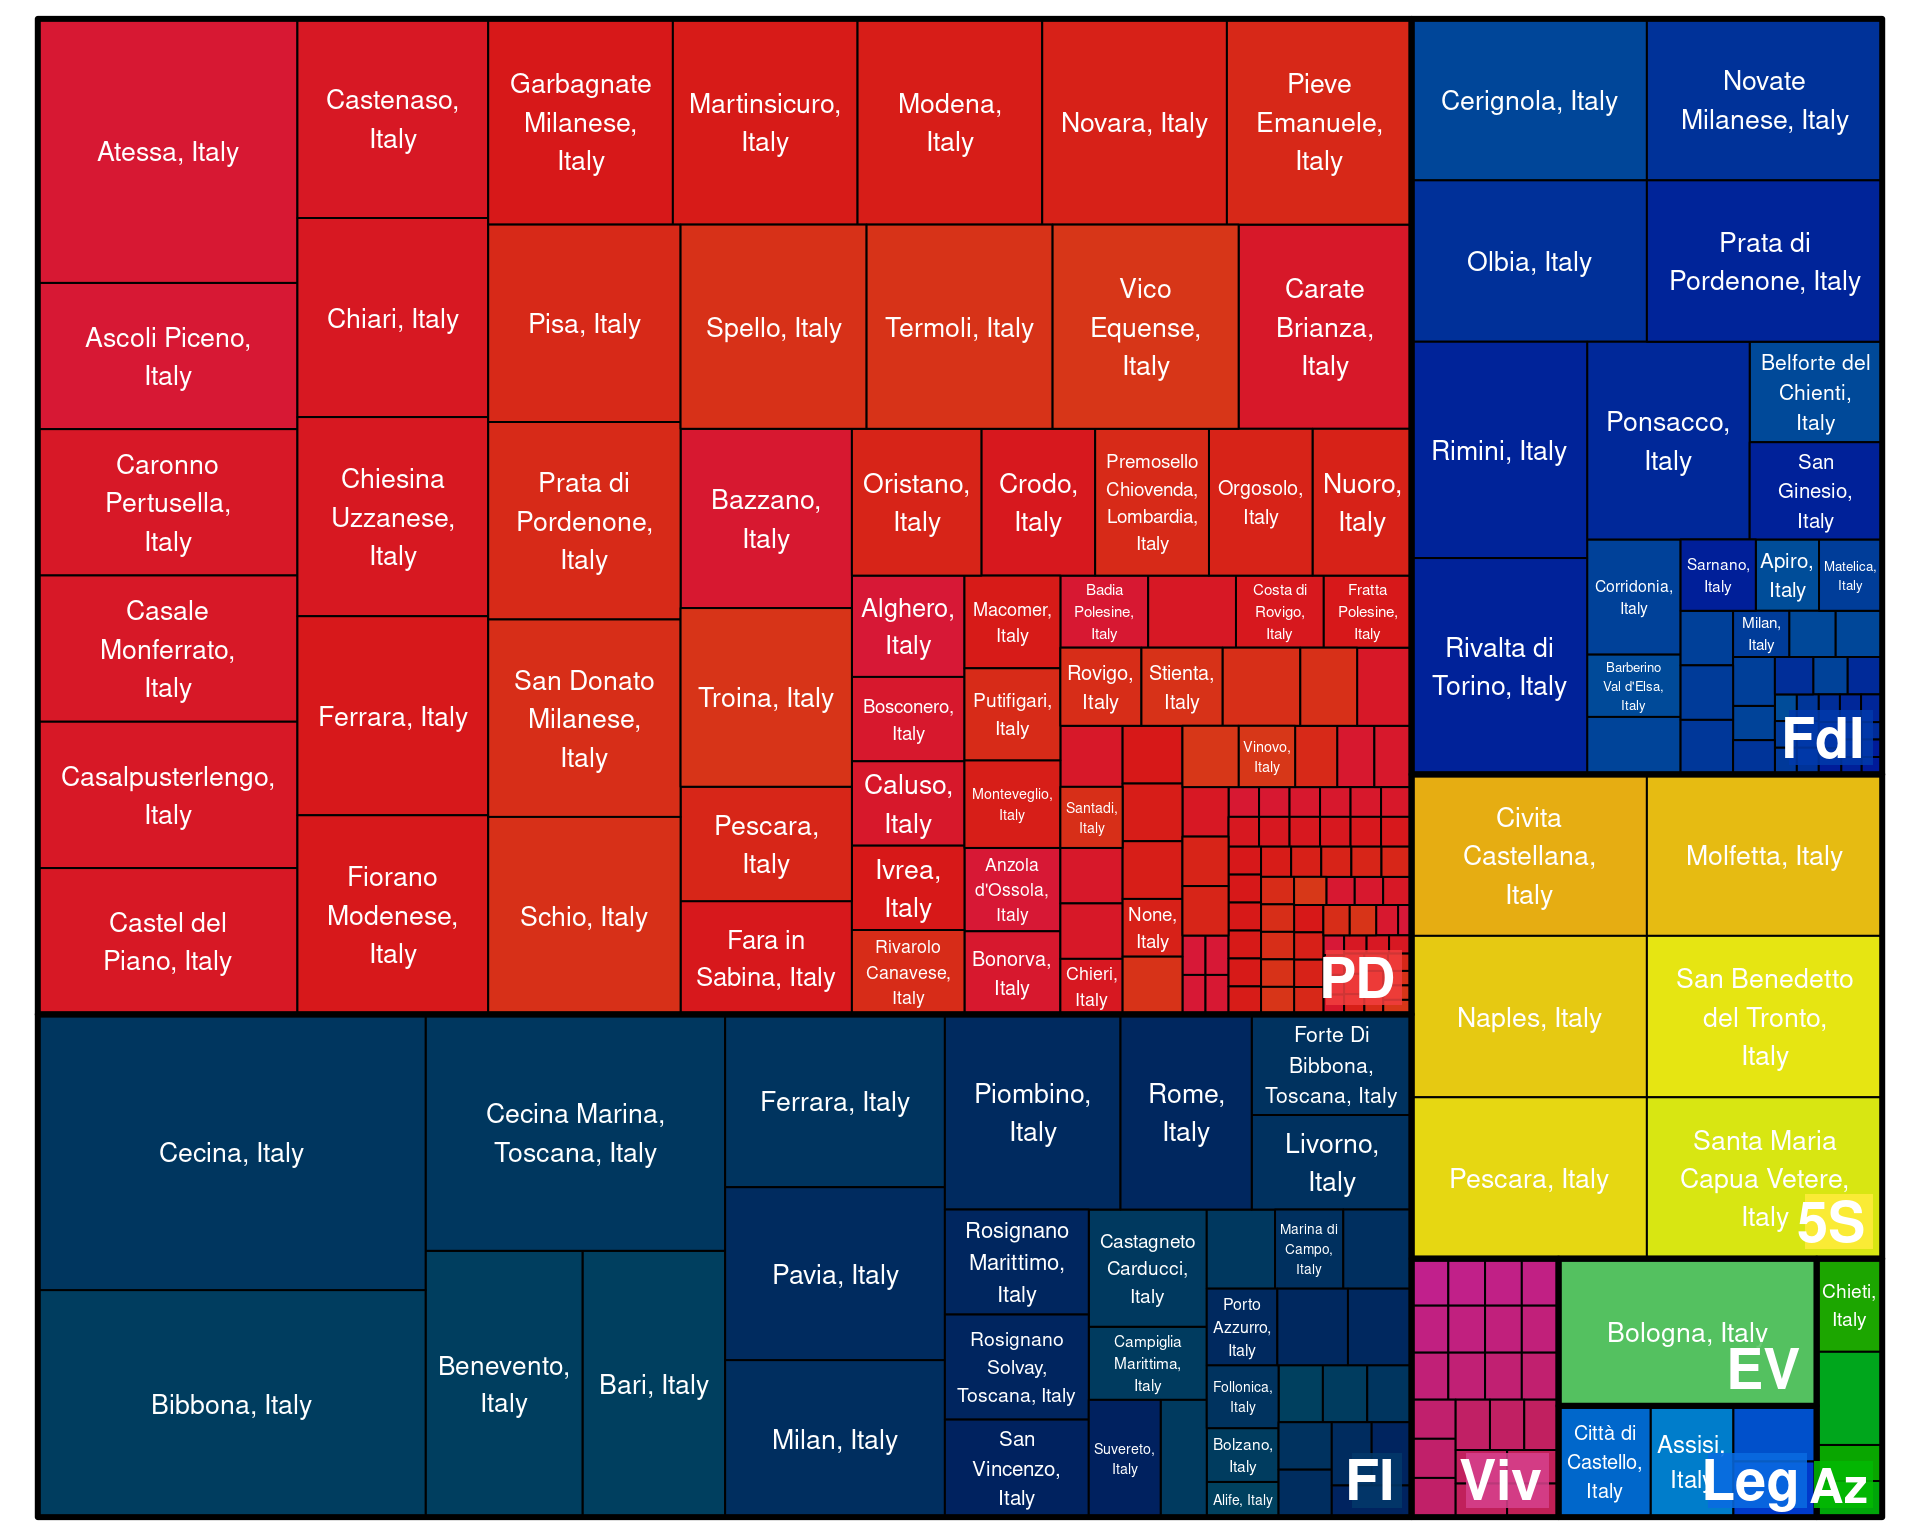 Atessa, Italy
Ascoli Piceno,
Italy
Caronno
Pertusella,
Italy
Casale
Monferrato,
Italy
Casalpusterlengo,
Italy
Castel del
Piano, Italy
Castenaso,
Italy
Chiari, Italy
Chiesina
Uzzanese,
Italy
Ferrara, Italy
Fiorano
Modenese,
Italy
Garbagnate
Milanese,
Italy
Martinsicuro,
Italy
Modena,
Italy
Novara, Italy
Pieve
Emanuele,
Italy
Pisa, Italy
Prata di
Pordenone,
Italy
San Donato
Milanese,
Italy
Schio, Italy
Spello, Italy
Termoli, Italy
Vico
Equense,
Italy
Carate
Brianza,
Italy
Bazzano,
Italy
Troina, Italy
Pescara,
Italy
Fara in
Sabina, Italy
Oristano,
Italy
Crodo,
Italy
Premosello
Chiovenda,
Lombardia,
Italy
Orgosolo,
Italy
Nuoro,
Italy
Alghero,
Italy
Bosconero,
Italy
Caluso,
Italy
Ivrea,
Italy
Rivarolo
Canavese,
Italy
Macomer,
Italy
Putifigari,
Italy
Monteveglio,
Italy
Anzola
d'Ossola,
Italy
Bonorva,
Italy
Badia
Polesine,
Italy
Costa di
Rovigo,
Italy
Fratta
Polesine,
Italy
Rovigo,
Italy
Stienta,
Italy
Vinovo,
Italy
Santadi,
Italy
None,
Italy
Chieri,
Italy
PD
Cecina, Italy
Bibbona, Italy
Cecina Marina,
Toscana, Italy
Benevento,
Italy
Bari, Italy
Ferrara, Italy
Pavia, Italy
Milan, Italy
Piombino,
Italy
Rome,
Italy
Forte Di
Bibbona,
Toscana, Italy
Livorno,
Italy
Rosignano
Marittimo,
Italy
Rosignano
Solvay,
Toscana, Italy
San
Vincenzo,
Italy
Castagneto
Carducci,
Italy
Campiglia
Marittima,
Italy
Suvereto,
Italy
Marina di
Campo,
Italy
Porto
Azzurro,
Italy
Follonica,
Italy
Bolzano,
Italy
Alife, Italy
FI
Cerignola, Italy
Novate
Milanese, Italy
Olbia, Italy
Prata di
Pordenone, Italy
Rimini, Italy
Rivalta di
Torino, Italy
Ponsacco,
Italy
Belforte del
Chienti,
Italy
San
Ginesio,
Italy
Corridonia,
Italy
Barberino
Val d'Elsa,
Italy
Sarnano,
Italy
Apiro,
Italy
Matelica,
Italy
Milan,
Italy
FdI
Civita
Castellana,
Italy
Molfetta, Italy
Naples, Italy
San Benedetto
del Tronto,
Italy
Pescara, Italy
Santa Maria
Capua Vetere,
Italy
5S
Viv
Bologna, Italy
EV
Città di
Castello,
Italy
Assisi,
Italy
Leg
Chieti,
Italy
Az